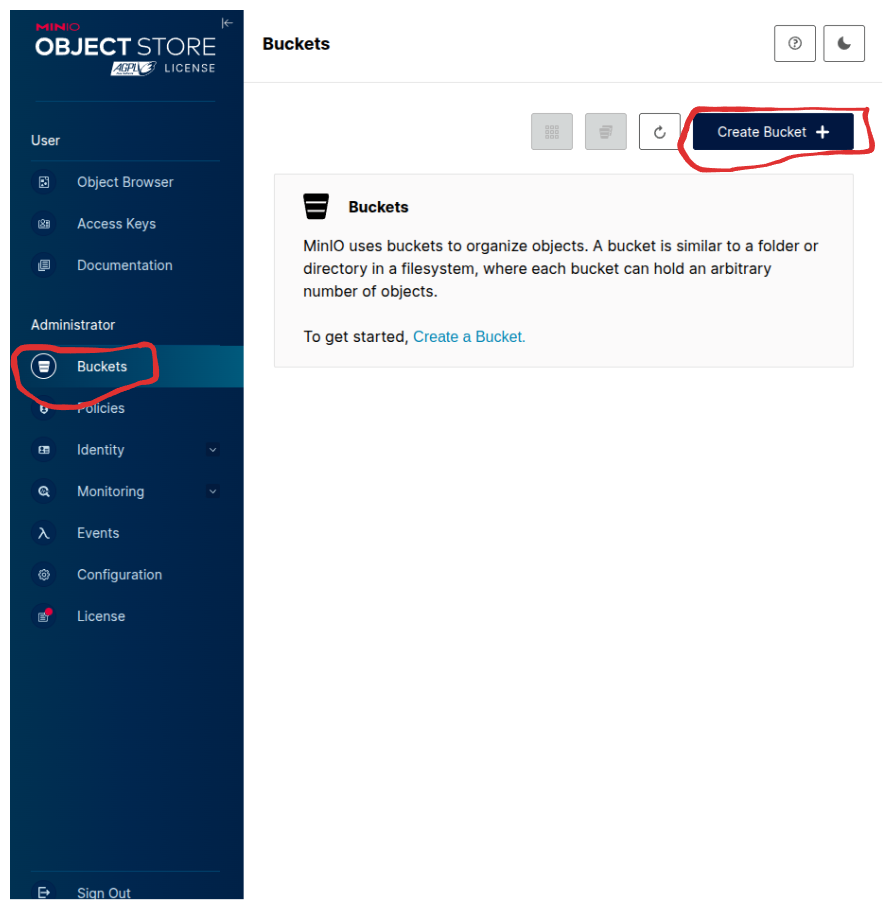 MINIO
OBJECT STORE
AGPLV3 LICENSE
User
Object Browser
Access Keys
Documentation
Administrator
Buckets
Policies
Identity
Monitoring
Events
Configuration
License
Sign Out
Buckets
Create Bucket
Buckets
MinIO uses buckets to organize objects. A bucket is similar to a folder or
directory in a filesystem, where each bucket can hold an arbitrary
number of objects.
To get started, Create a Bucket.